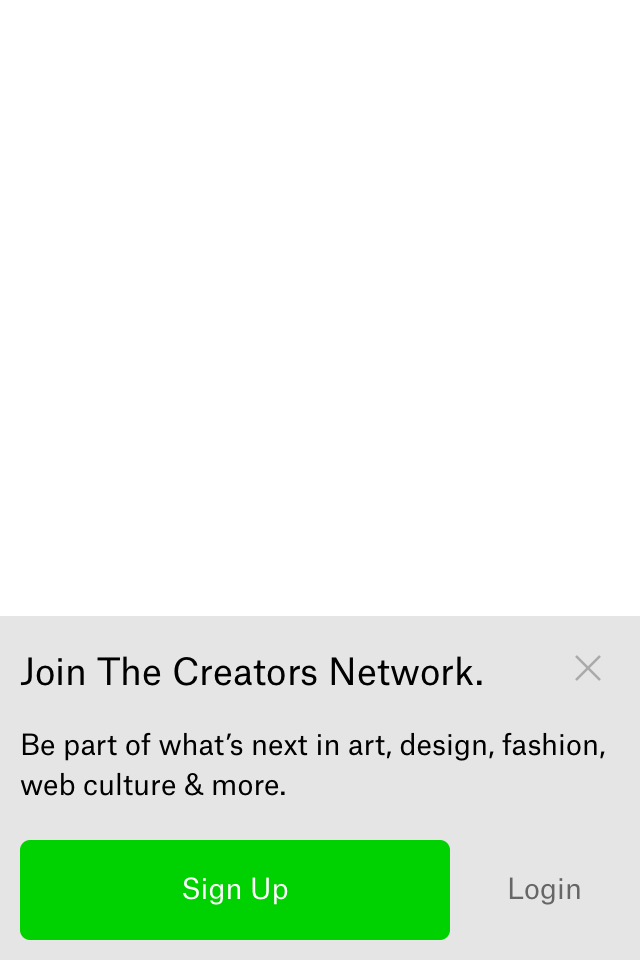 Join The Creators Network.
Be part of what’s next in art, design, fashion,
web culture & more.
Sign Up
Login